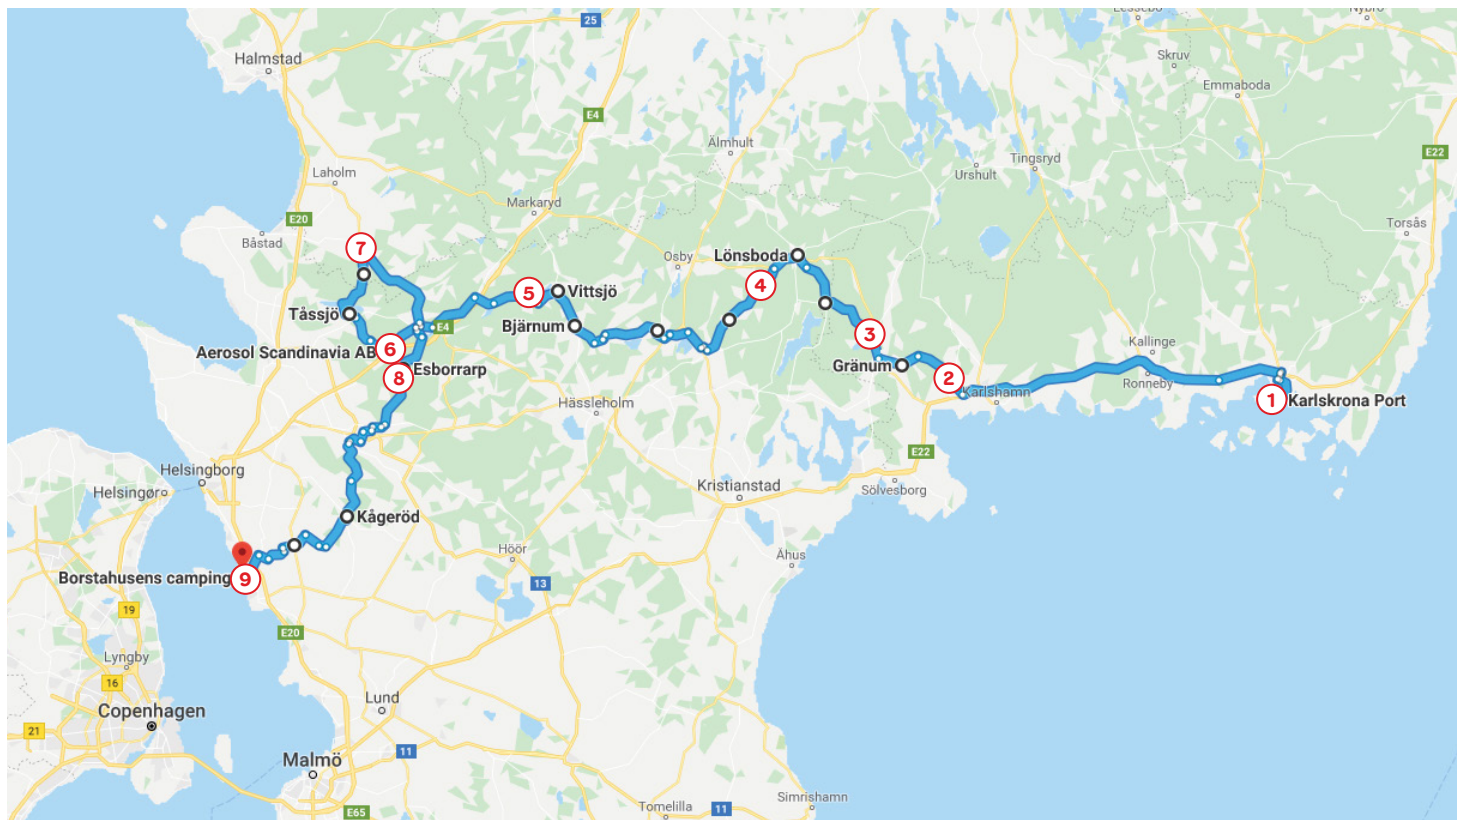 Lessebo
Nybro
25
Halmstad
Skruv
Emmaboda
E4
Älmhult
E22
Tingsryd
Urshult
Laholm
Markaryd
E20
Torsås
Båstad
7
Osby
Lönsboda
4
5
Vittsjö
Tåssjö
Bjärnum
E4
3
Kallinge
6
Aerosol Scandinavia AB
Esborrarp
Gränum
2
8
Ronneby
Karlshamn
1
Karlskrona Port
Hässleholm
E22
Helsingborg
Helsingør
Kristianstad
Sölvesborg
Kågeröd
Höör
Åhus
Borstahusens camping
9
13
19
E20
Lyngby
16
Lund
Copenhagen
21
11
Malmö
Simrishamn
Tomelilla
11
E65